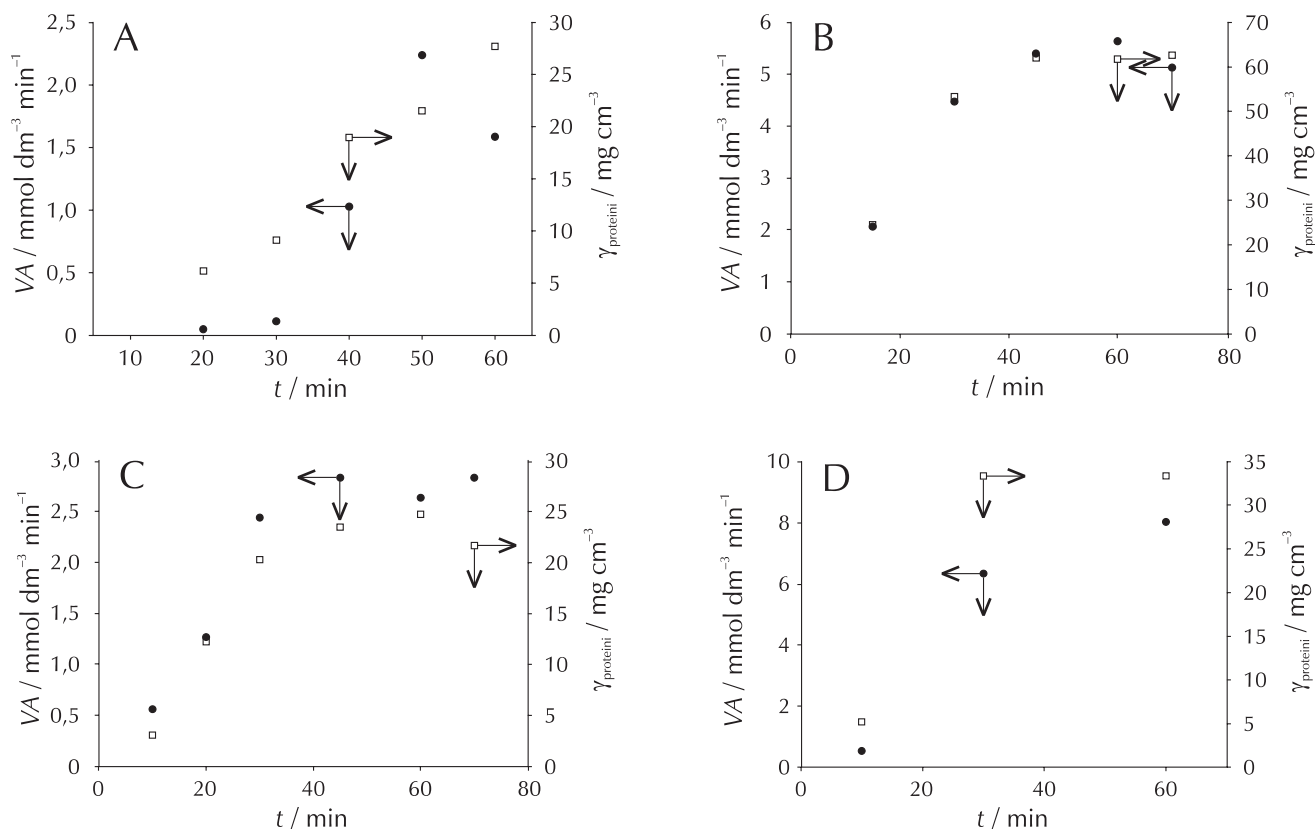 A
VA / mmol dm⁻³ min⁻¹
2,5
2,0
1,5
1,0
0,5
0
30
25
20
15
10
5
0
γproteini / mg cm⁻³
10 20 30 40 50 60
t / min
B
VA / mmol dm⁻³ min⁻¹
6
5
4
3
2
1
0
70
60
50
40
30
20
10
0
γproteini / mg cm⁻³
0 20 40 60 80
t / min
C
VA / mmol dm⁻³ min⁻¹
3,0
2,5
2,0
1,5
1,0
0,5
0
30
25
20
15
10
5
0
γproteini / mg cm⁻³
0 20 40 60 80
t / min
D
VA / mmol dm⁻³ min⁻¹
10
8
6
4
2
0
35
30
25
20
15
10
5
0
γproteini / mg cm⁻³
0 20 40 60
t / min